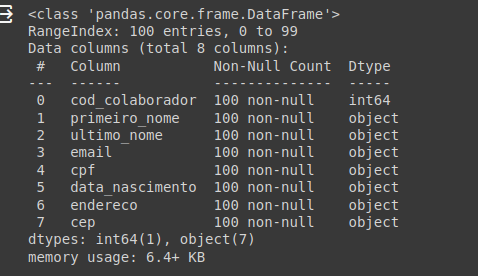 <class 'pandas.core.frame.DataFrame'>
RangeIndex: 100 entries, 0 to 99
Data columns (total 8 columns):
 #   Column           Non-Null Count  Dtype
---  ------           --------------  -----
 0   cod_colaborador  100 non-null    int64
 1   primeiro_nome    100 non-null    object
 2   ultimo_nome      100 non-null    object
 3   email            100 non-null    object
 4   cpf              100 non-null    object
 5   data_nascimento  100 non-null    object
 6   endereco         100 non-null    object
 7   cep              100 non-null    object
dtypes: int64(1), object(7)
memory usage: 6.4+ KB